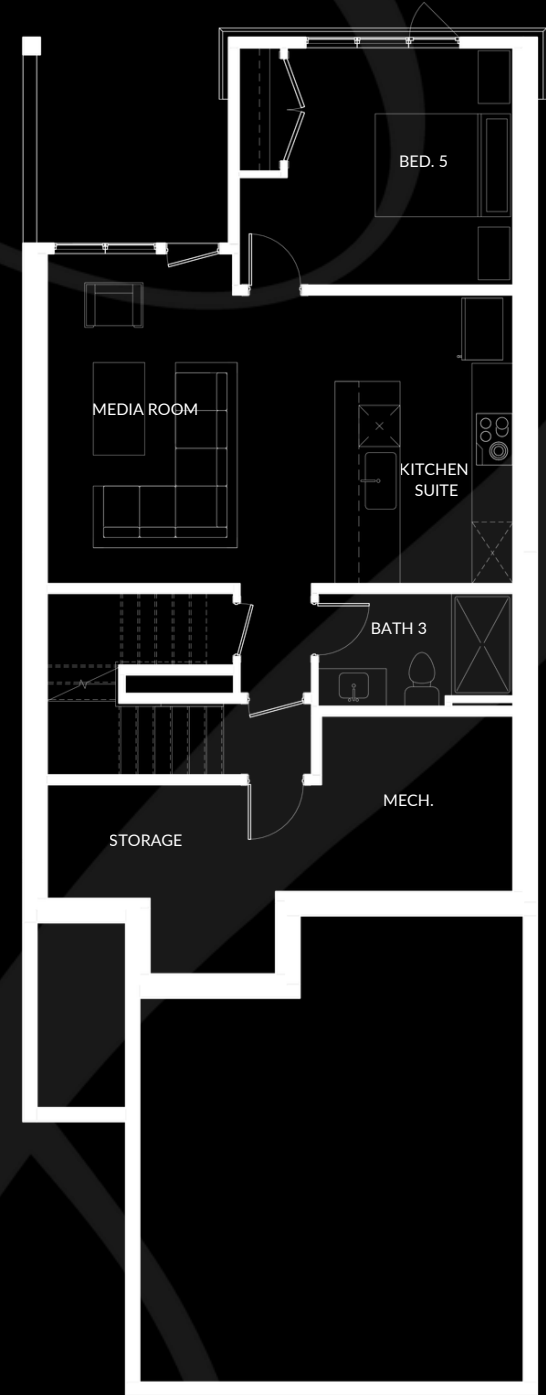 BED. 5
MEDIA ROOM
KITCHEN
SUITE
BATH 3
MECH.
STORAGE